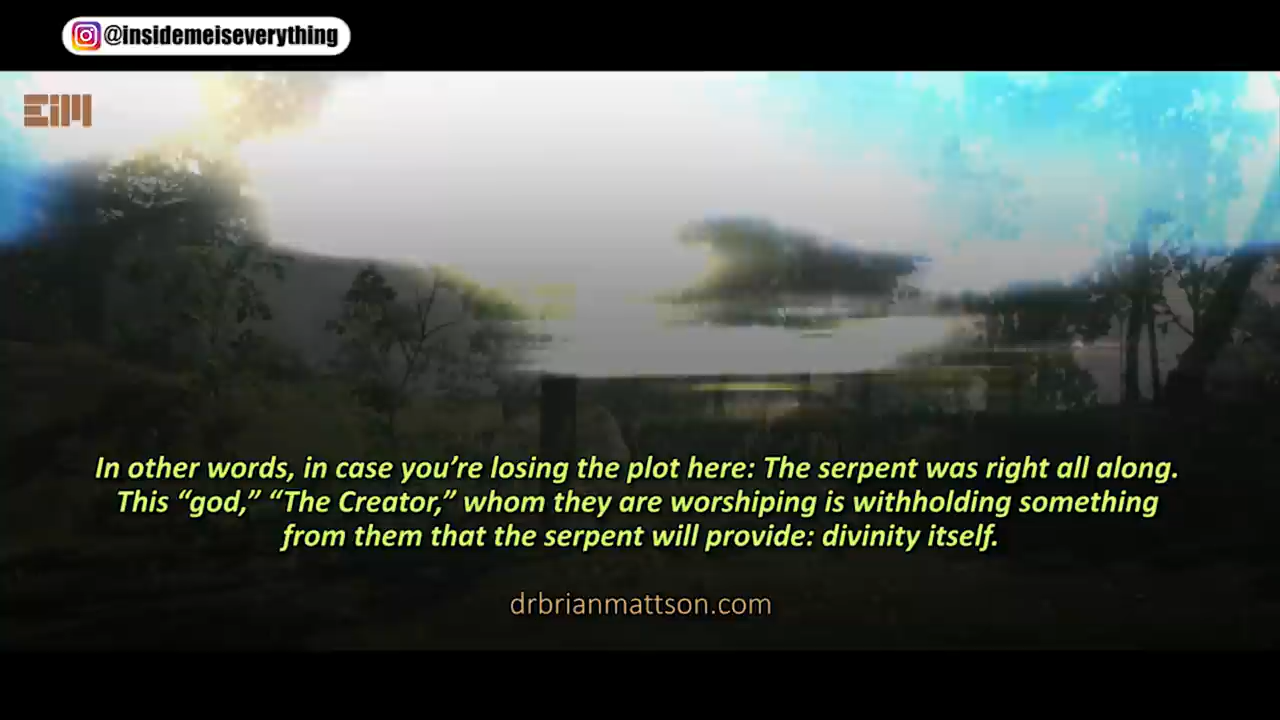 @insidemeiseverything
EiM
In other words, in case you’re losing the plot here: The serpent was right all along.
This “god,” “The Creator,” whom they are worshiping is withholding something
from them that the serpent will provide: divinity itself.
drbrianmattson.com